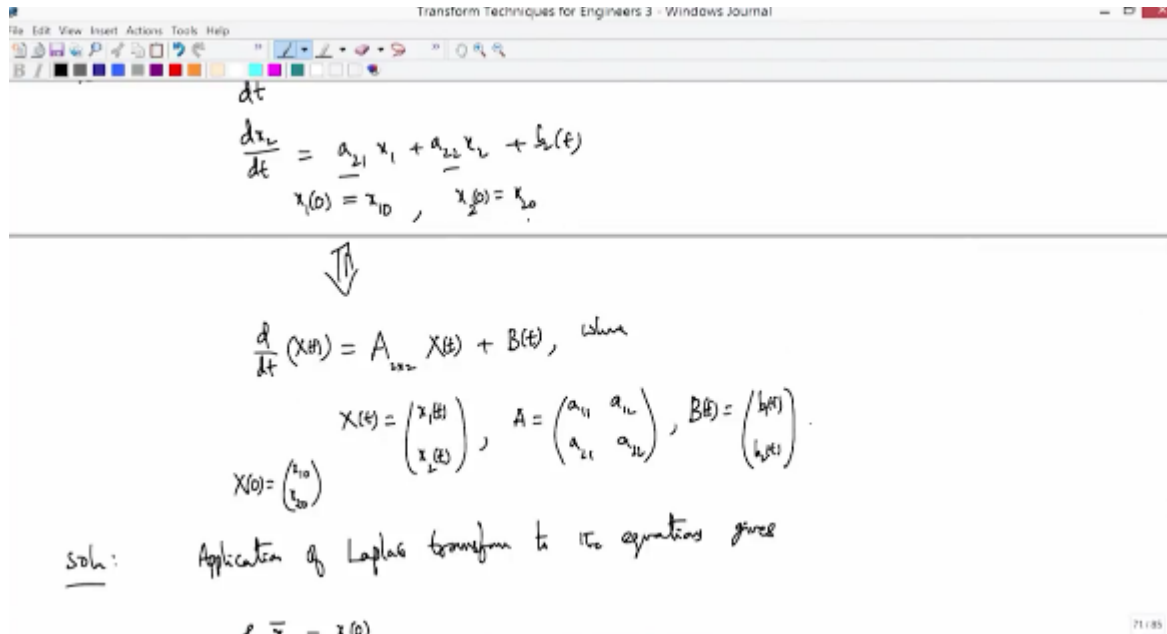 Transform Techniques for Engineers 3 - Windows Journal
File Edit View Insert Actions Tools Help
B I
dt
dx₂/dt = a₂₁ x₁ + a₂₂ x₂ + b₂(t)
x₁(0) = x₁₀ , x₂(0) = x₂₀
d/dt (X(t)) = A₂ₓ₂ X(t) + B(t), where
X(t) = (x₁(t) x₂(t)), A = (a₁₁ a₁₂ a₂₁ a₂₂), B(t) = (b₁(t) b₂(t)).
X(0) = (x₁₀ x₂₀)
Soln: Application of Laplace transform to the equations gives
x̄ - x(0)
71 / 85